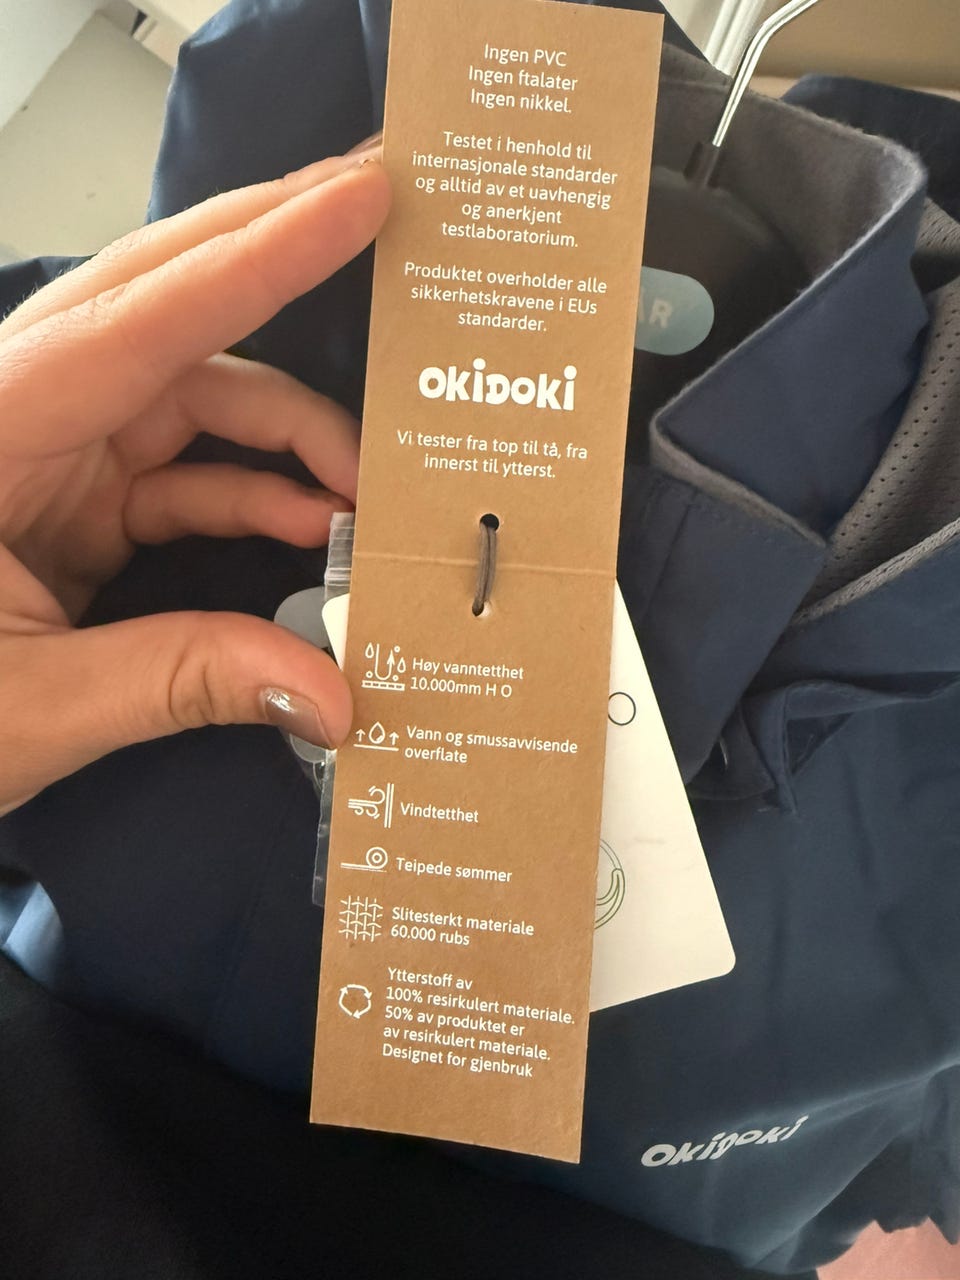 Ingen PVC
Ingen ftalater
Ingen nikkel.
Testet i henhold til
internasjonale standarder
og alltid av et uavhengig
og anerkjent
testlaboratorium.
Produktet overholder alle
sikkerhetskravene i EUs
standarder.
OKIDOKI
Vi tester fra top til tå, fra
innerst til ytterst.
Høy vanntetthet
10.000mm H O
Vann og smussavvisende
overflate
Vindtetthet
Teipede sømmer
Slitesterkt materiale
60.000 rubs
Ytterstoff av
100% resirkulert materiale.
50% av produktet er
av resirkulert materiale.
Designet for gjenbruk
OKIDOKI